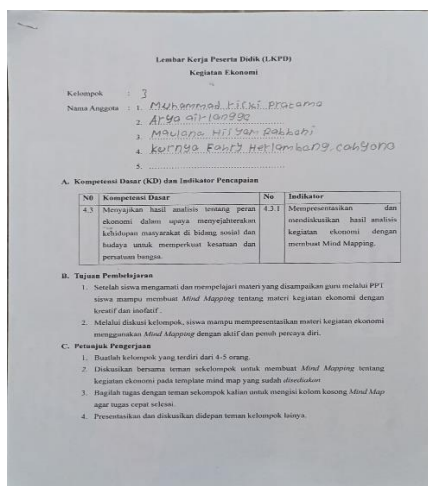 Lembar Kerja Peserta Didik (LKPD)
Kegiatan Ekonomi
Kelompok : 3
Nama Anggota : 1. Muhammad riski pratama
2. Arya airlangga
3. Maulana Hisyam Rabbani
4. Kurnya Fahry Herlambang. cahyono
5.
A. Kompetensi Dasar (KD) dan Indikator Pencapaian
N0 Kompetensi Dasar No Indikator
4.3 Menyajikan hasil analisis tentang peran 4.3.1 Mempresentasikan dan
ekonomi dalam upaya menyejahterakan mendiskusikan hasil analisis
kehidupan masyarakat di bidang sosial dan kegiatan ekonomi dengan
budaya untuk memperkuat kesatuan dan membuat Mind Mapping.
persatuan bangsa.
B. Tujuan Pembelajaran
1. Setelah siswa mengamati dan mempelajari materi yang disampaikan guru melalui PPT
siswa mampu membuat Mind Mapping tentang materi kegiatan ekonomi dengan
kreatif dan inofatif .
2. Melalui diskusi kelompok, siswa mampu mempresentasikan materi kegiatan ekonomi
menggunakan Mind Mapping dengan aktif dan penuh percaya diri.
C. Petunjuk Pengerjaan
1. Buatlah kelompok yang terdiri dari 4-5 orang.
2. Diskusikan bersama teman sekelompok untuk membuat Mind Mapping tentang
kegiatan ekonomi pada template mind map yang sudah disediakan
3. Bagilah tugas dengan teman sekompok kalian untuk mengisi kolom kosong Mind Map
agar tugas cepat selesai.
4. Presentasikan dan diskusikan didepan teman kelompok lainya.